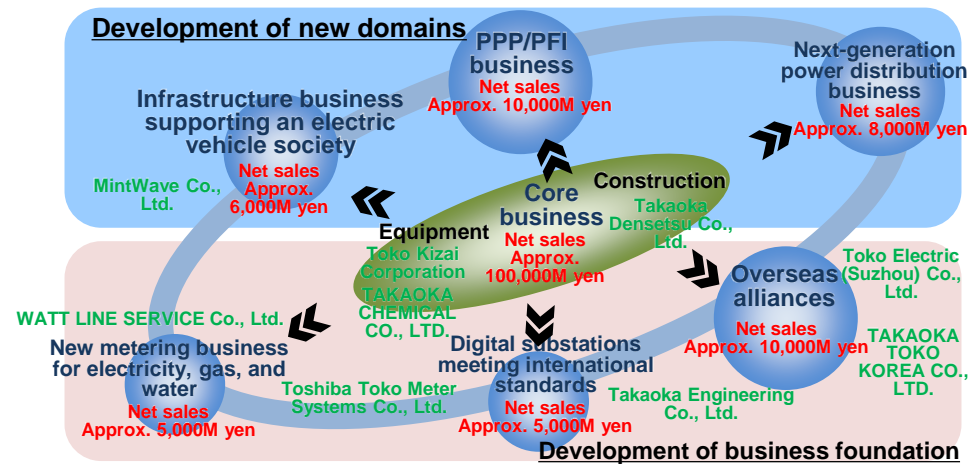 Development of new domains
PPP/PFI
business
Net sales
Approx. 10,000M yen
Next-generation
power distribution
business
Net sales
Approx. 8,000M yen
Infrastructure business
supporting an electric
vehicle society
Net sales
Approx.
6,000M yen
MintWave Co.,
Ltd.
Core
business
Net sales
Approx.
100,000M yen
Construction
Takaoka
Densetsu Co.,
Ltd.
Equipment
Toko Kizai
Corporation
TAKAOKA
CHEMICAL
CO., LTD.
Overseas
alliances
Net sales
Approx. 10,000M yen
Toko Electric
(Suzhou) Co.,
Ltd.
TAKAOKA
TOKO
KOREA CO.,
LTD.
WATT LINE SERVICE Co., Ltd.
New metering business
for electricity, gas, and
water
Net sales
Approx. 5,000M yen
Toshiba Toko Meter
Systems Co., Ltd.
Digital substations
meeting international
standards
Net sales
Approx. 5,000M yen
Takaoka Engineering
Co., Ltd.
Development of business foundation